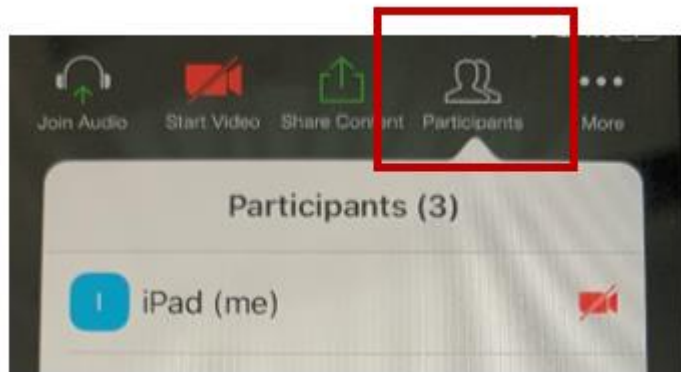 Join Audio Start Video Share Content Participants More
Participants (3)
I iPad (me)